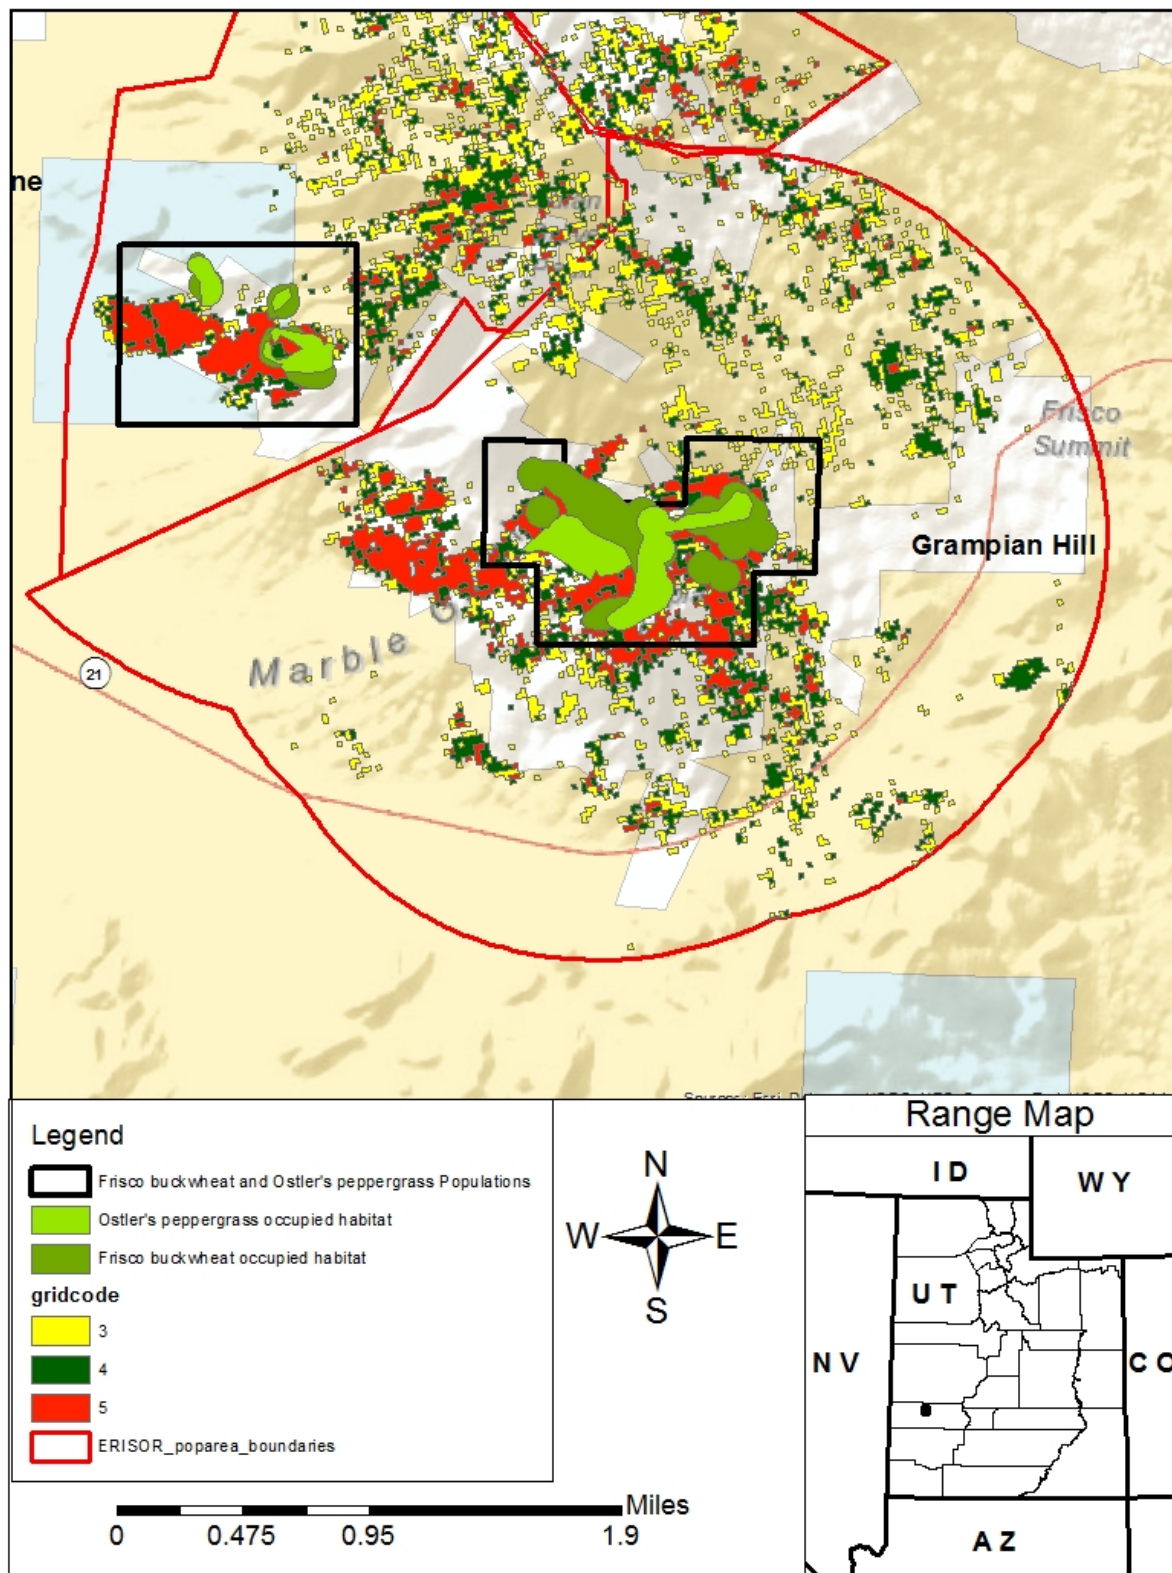 ne
Frisco
Summit
Grampian Hill
Marble
21
Legend
Frisco buckwheat and Ostler's peppergrass Populations
Ostler's peppergrass occupied habitat
Frisco buckwheat occupied habitat
gridcode
3
4
5
ERISOR_poparea_boundaries
N
W E
S
Miles
0 0.475 0.95 1.9
Range Map
ID
WY
UT
NV
CO
AZ